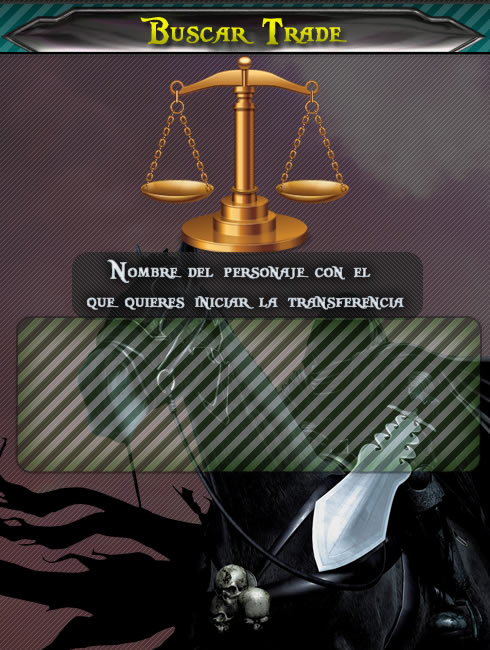 Buscar Trade
Nombre del personaje con el
que quieres iniciar la transferencia